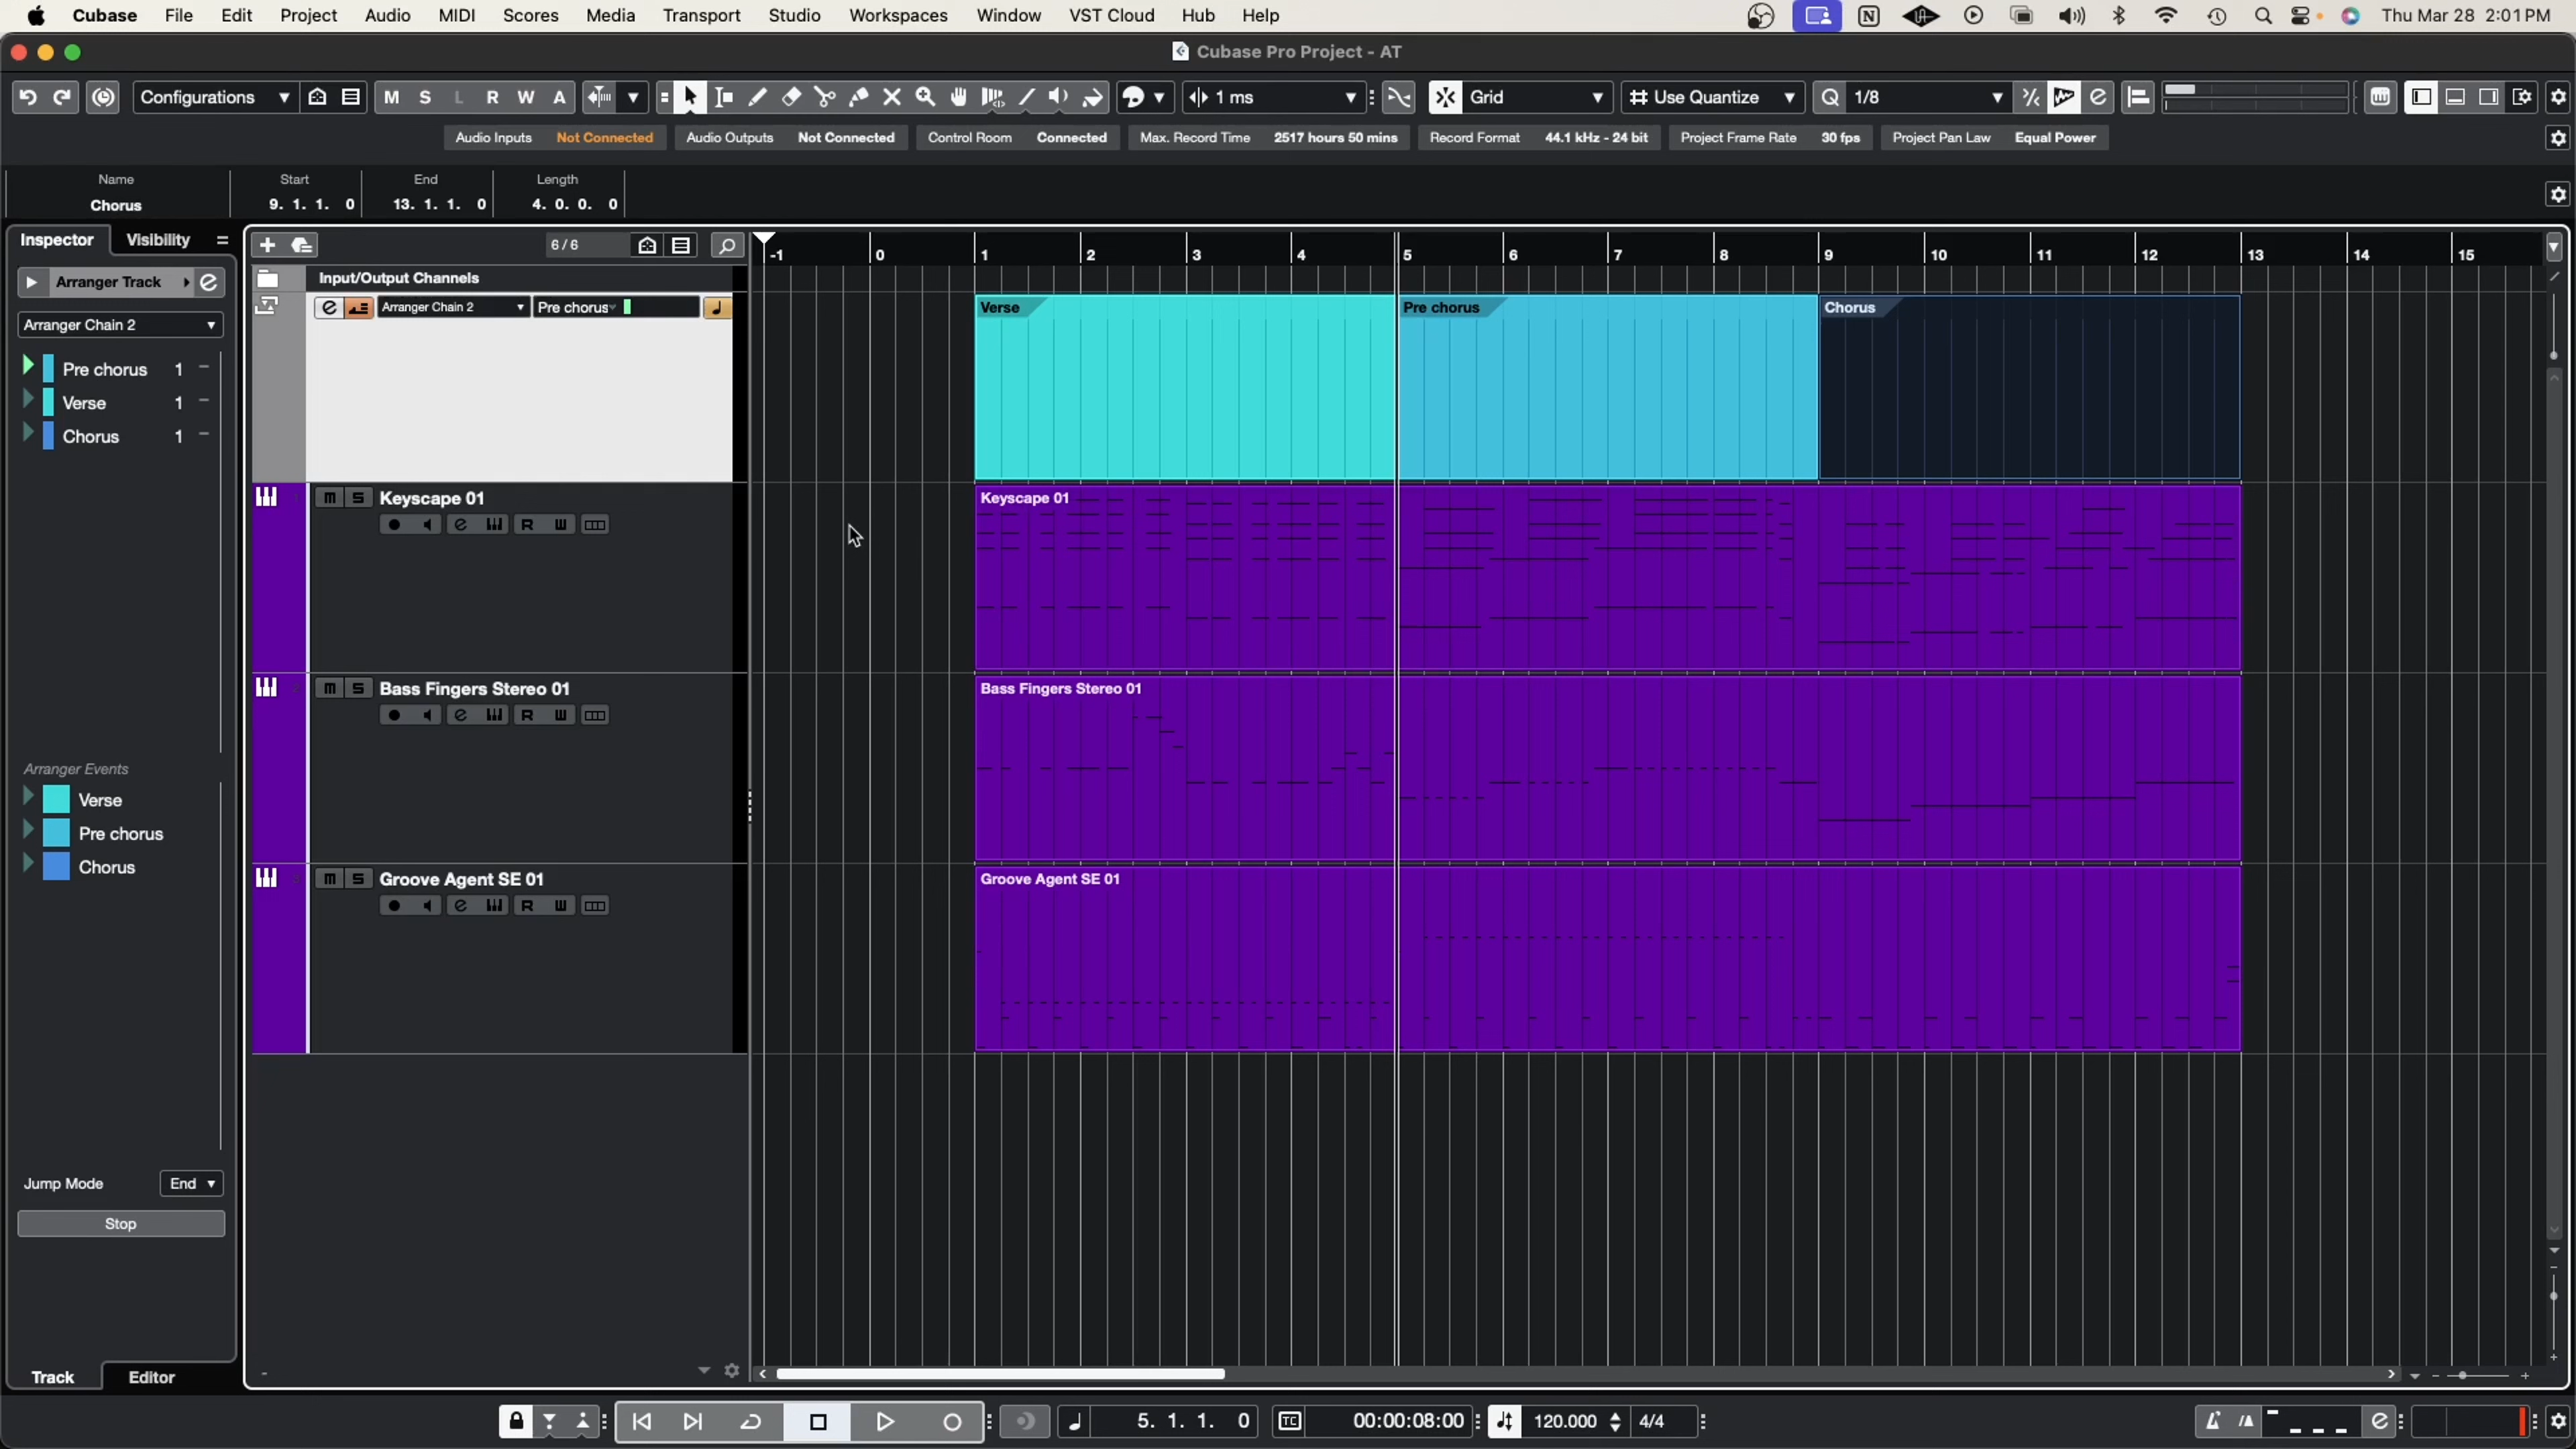 Cubase File Edit Project Audio MIDI Scores Media Transport Studio Workspaces Window VST Cloud Hub Help Thu Mar 28 2:01 PM
Cubase Pro Project - AT
Configurations M S L R W A 1 ms Grid Use Quantize Q 1/8
Audio Inputs Not Connected Audio Outputs Not Connected Control Room Connected Max. Record Time 2517 hours 50 mins Record Format 44.1 kHz - 24 bit Project Frame Rate 30 fps Project Pan Law Equal Power
Name Start End Length
Chorus 9. 1. 1. 0 13. 1. 1. 0 4. 0. 0. 0
Inspector Visibility 6 / 6 -1 0 1 2 3 4 5 6 7 8 9 10 11 12 13 14 15
Input/Output Channels
Arranger Track
Arranger Chain 2 Pre chorus Verse Pre chorus Chorus
Arranger Chain 2
Pre chorus 1
Verse 1
Chorus 1
m S Keyscape 01 Keyscape 01
R W
m S Bass Fingers Stereo 01 Bass Fingers Stereo 01
R W
Arranger Events
Verse
Pre chorus
Chorus
m S Groove Agent SE 01 Groove Agent SE 01
R W
Jump Mode End
Stop
Track Editor
5. 1. 1. 0 TC 00:00:08:00 120.000 4/4